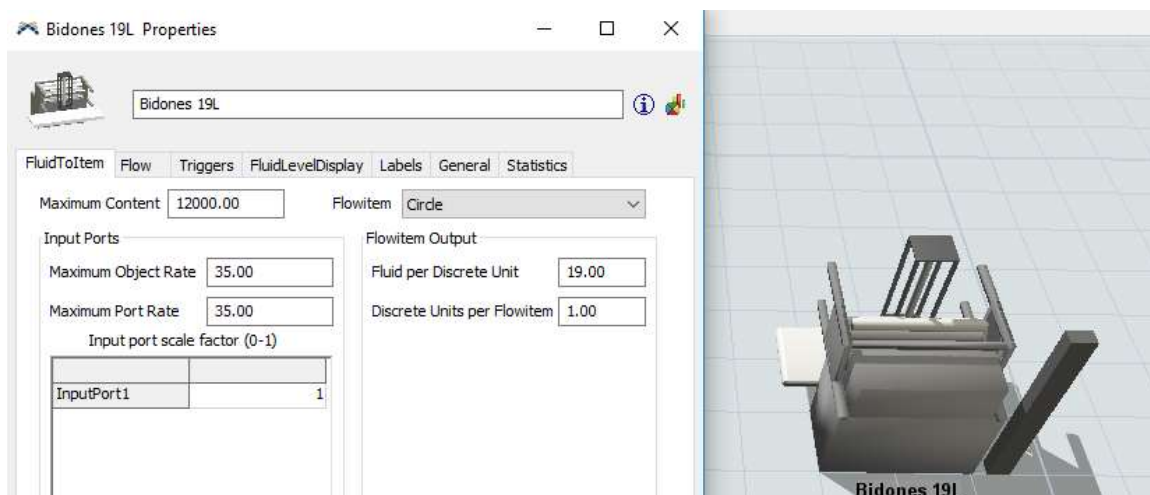 Bidones 19L Properties
Bidones 19L
FluidToItem Flow Triggers FluidLevelDisplay Labels General Statistics
Maximum Content 12000.00 Flowitem Circle
Input Ports
Maximum Object Rate 35.00
Maximum Port Rate 35.00
Input port scale factor (0-1)
InputPort1 1
Flowitem Output
Fluid per Discrete Unit 19.00
Discrete Units per Flowitem 1.00
Bidones 19L